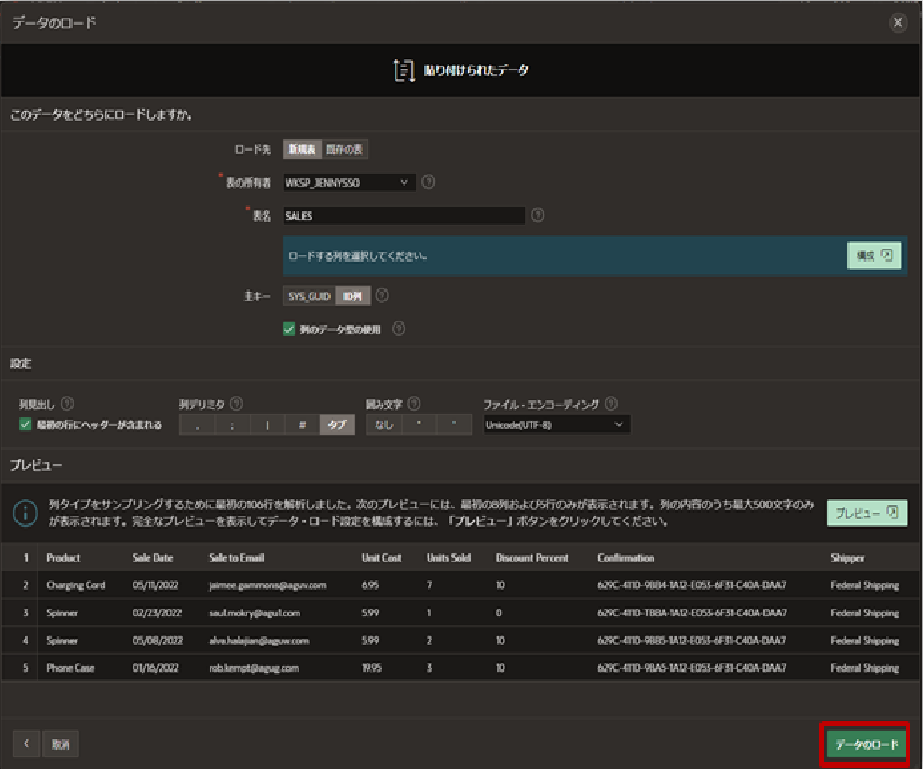 データのロード
貼り付けられたデータ
このデータをどちらにロードしますか。
ロード先 新規表 既存の表
* 表の所有者 WKSP_JENNYSSO
* 表名 SALES
ロードする列を選択してください。 構成
主キー SYS_GUID ID列
列のデータ型の使用
設定
列見出し 列デリミタ 囲み文字 ファイル・エンコーディング
最初の行にヘッダーが含まれる , ; | # タブ なし " ' Unicode(UTF-8)
プレビュー
列タイプをサンプリングするために最初の106行を解析しました。次のプレビューには、最初の8列および5行のみが表示されます。列の内容のうち最大500文字のみ
が表示されます。完全なプレビューを表示してデータ・ロード設定を構成するには、「プレビュー」ボタンをクリックしてください。
プレビュー
1 Product Sale Date Sale to Email Unit Cost Units Sold Discount Percent Confirmation Shipper
2 Charging Cord 05/11/2022 jaimee.gammons@aguv.com 6.95 7 10 629C-411D-9BB4-1A12-E053-6F31-C40A-DAA7 Federal Shipping
3 Spinner 02/23/2022 saul.mokry@agut.com 5.99 1 0 629C-411D-TBBA-1A12-E053-6F31-C40A-DAA7 Federal Shipping
4 Spinner 05/08/2022 alva.halajian@aguw.com 5.99 2 10 629C-411D-9BB5-1A12-E053-6F31-C40A-DAA7 Federal Shipping
5 Phone Case 01/16/2022 rob.kempt@agug.com 19.95 3 10 629C-411D-9BA5-1A12-E053-6F31-C40A-DAA7 Federal Shipping
取消 データのロード